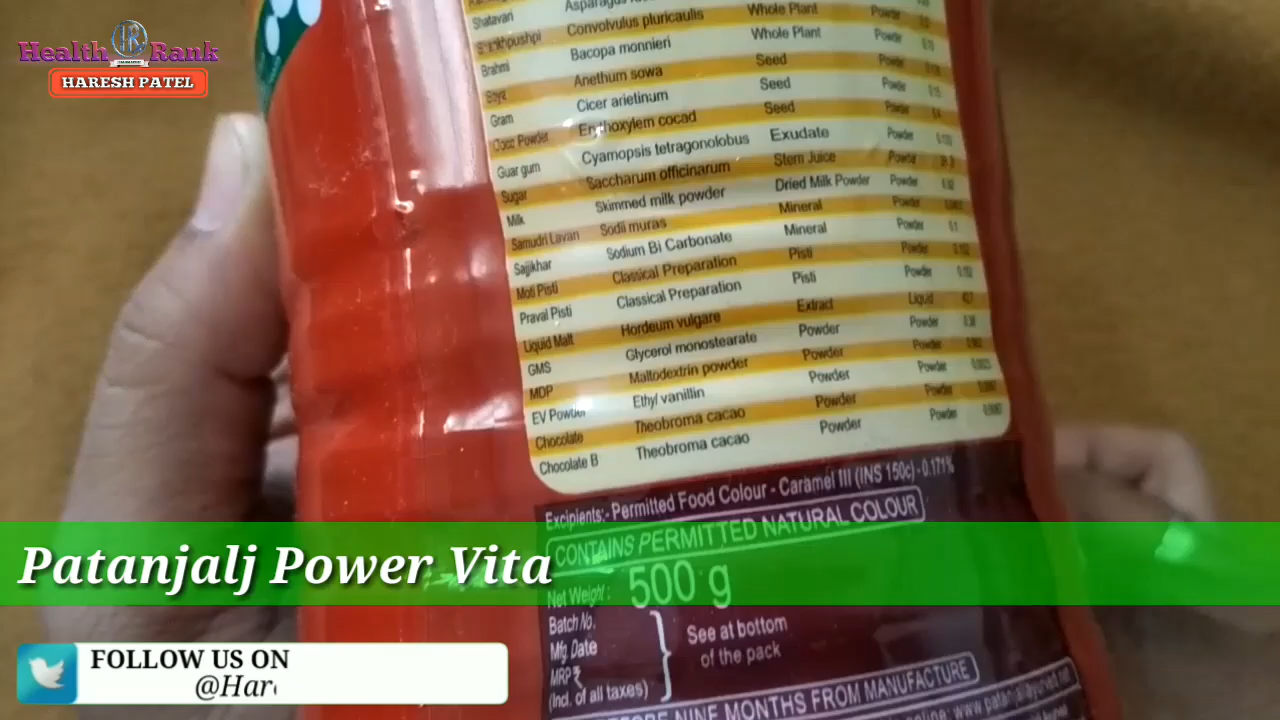 Health Rank
HARESH PATEL
Shatavari Asparagus
Convolvulus pluricaulis Whole Plant Powder
Brahmi Bacopa monnieri Whole Plant Powder
Soya Anethum sowa Seed Powder
Gram Cicer arietinum Seed Powder
Coco Powder Erythoxylem cocad Seed Powder
Guar gum Cyamopsis tetragonolobus Exudate Powder
Sugar Saccharum officinarum Stem Juice Powder
Milk Skimmed milk powder Dried Milk Powder Powder
Samudri Lavan Sodii muras Mineral Powder
Sajjikhar Sodium Bi Carbonate Mineral Powder
Moti Pisti Classical Preparation Pisti Powder
Praval Pisti Classical Preparation Pisti Powder
Liquid Malt Hordeum vulgare Extract Liquid
GMS Glycerol monostearate Powder Powder
MDP Maltodextrin powder Powder Powder
EV Powder Ethyl vanillin Powder Powder
Chocolate Theobroma cacao Powder Powder
Chocolate B Theobroma cacao Powder Powder
Excipients:- Permitted Food Colour - Caramel III (INS 150c) - 0.171%
CONTAINS PERMITTED NATURAL COLOUR
Patanjalj Power Vita
Net Weight : 500 g
Batch No.
Mfg. Date
MRP ₹
(Incl. of all taxes)
See at bottom
of the pack
NINE MONTHS FROM MANUFACTURE
FOLLOW US ON
@Har